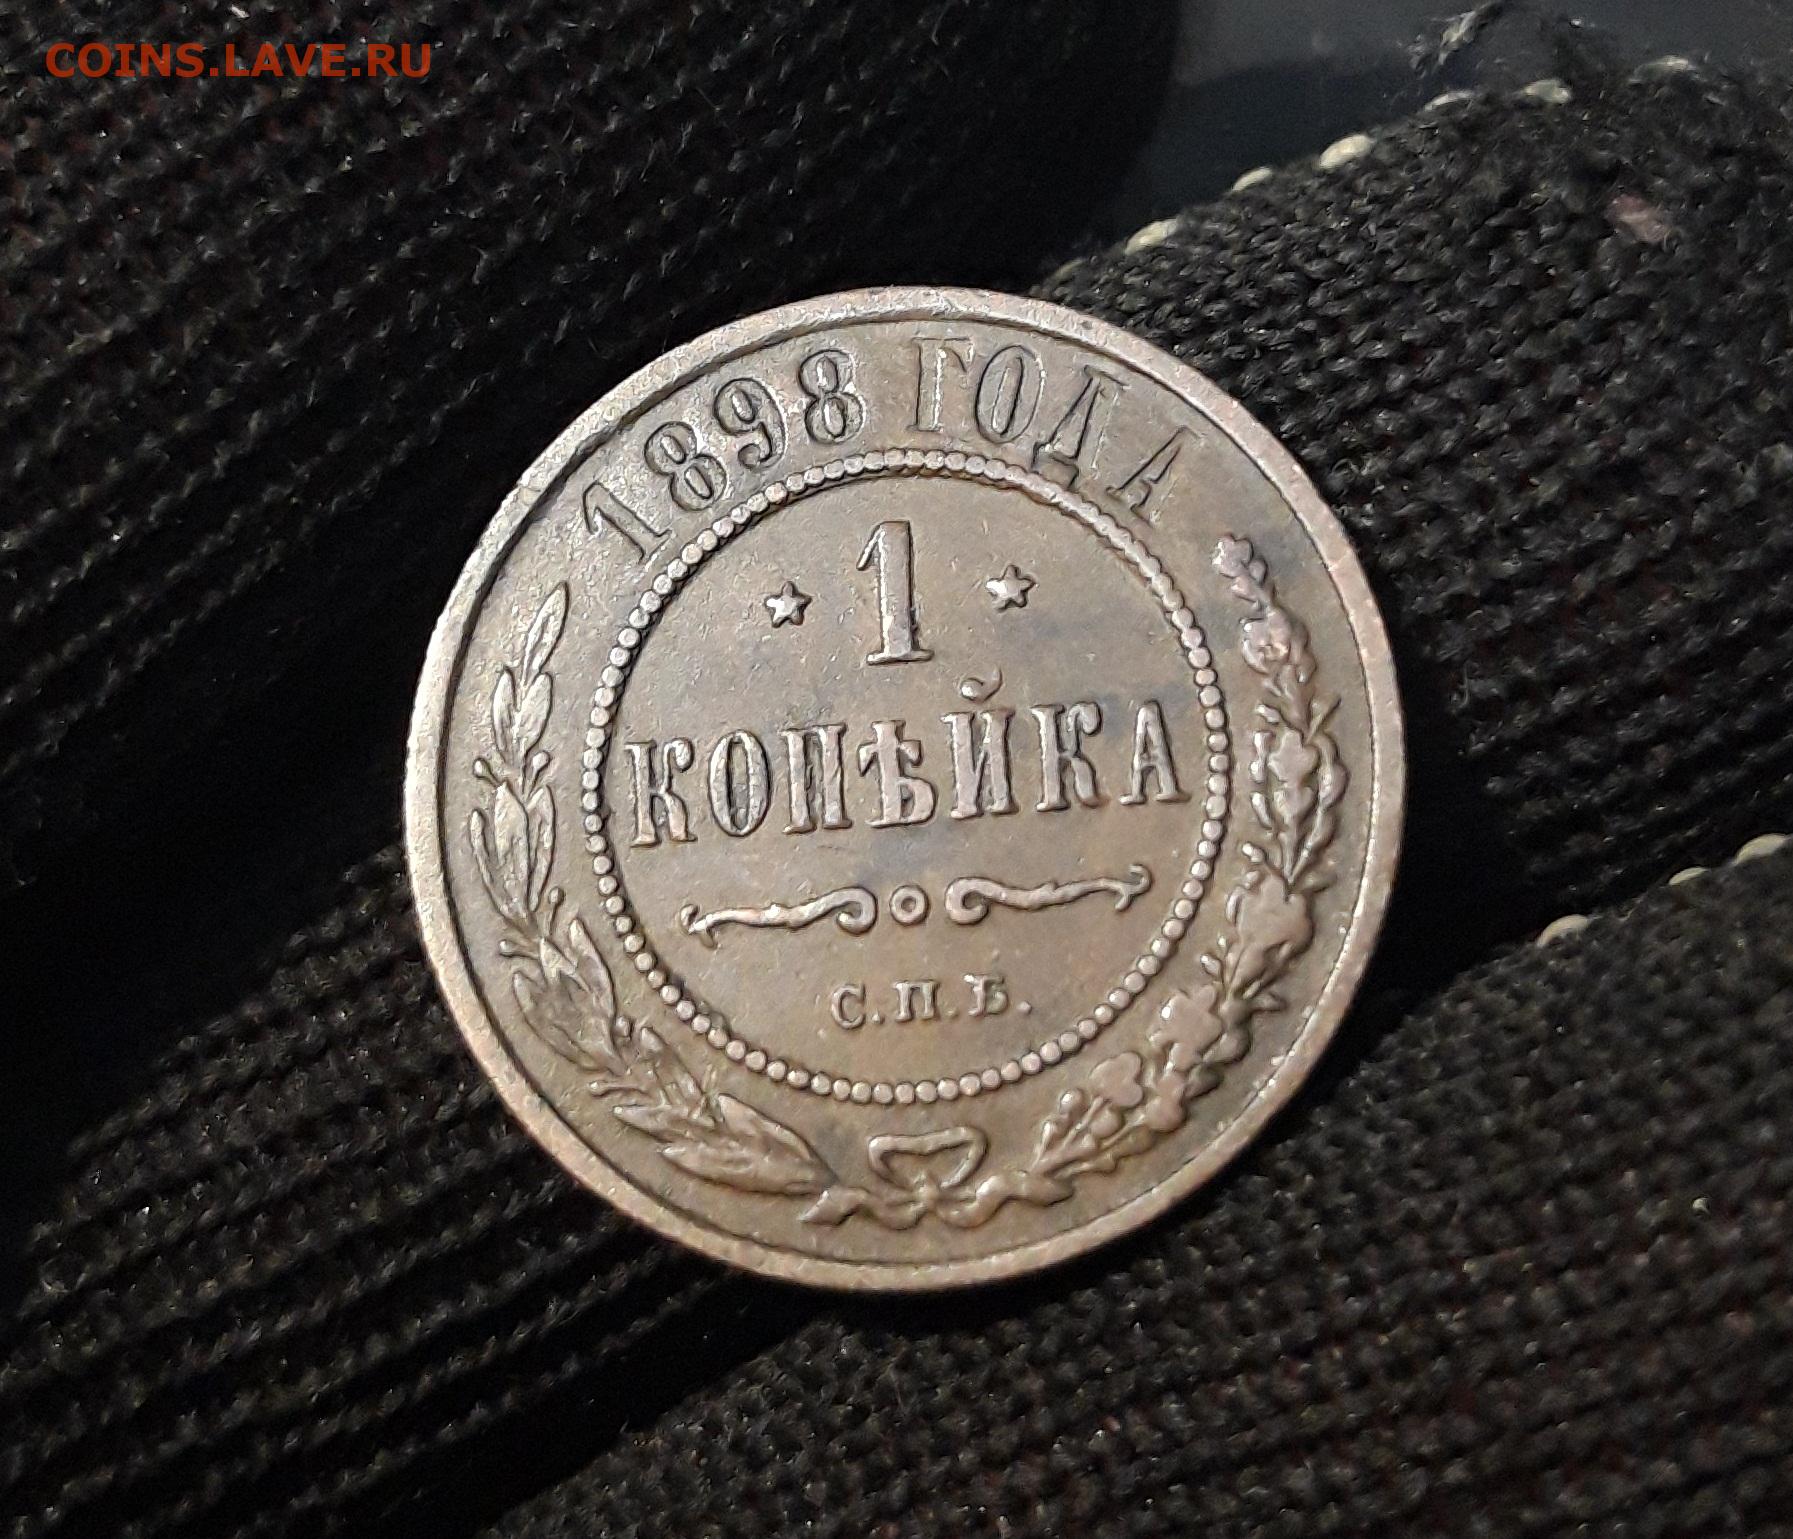 COINS.LAVE.RU
1898 ГОДА
* 1 *
КОПѢЙКА
С.П.Б.